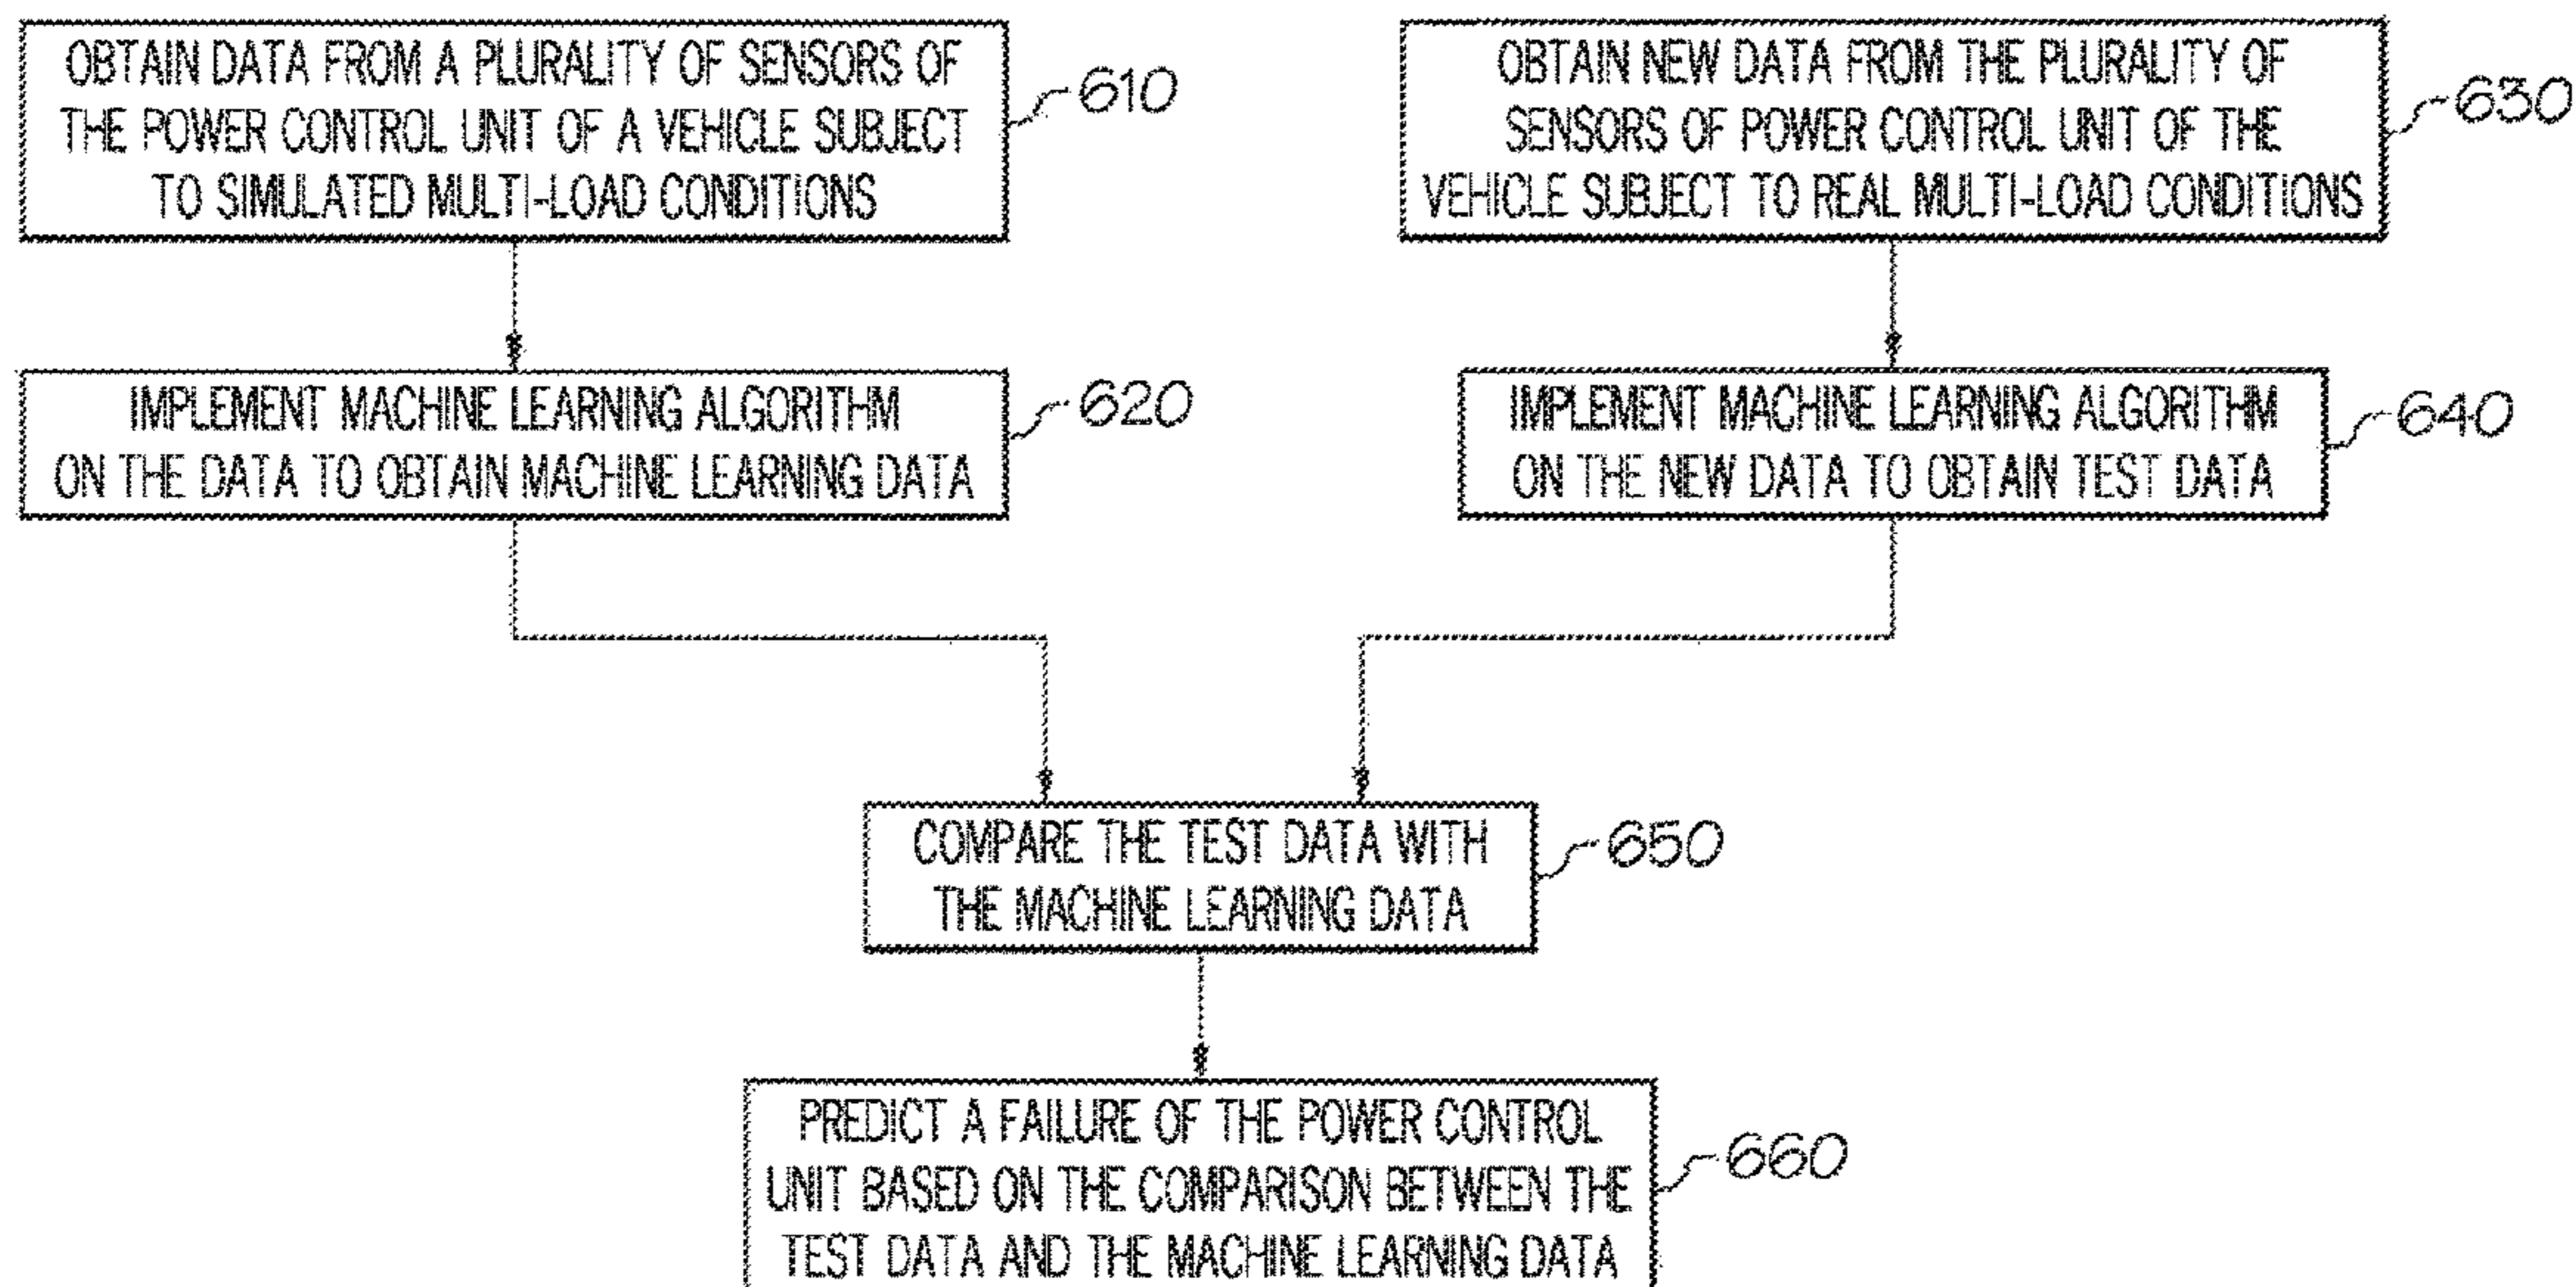 OBTAIN DATA FROM A PLURALITY OF SENSORS OF
THE POWER CONTROL UNIT OF A VEHICLE SUBJECT
TO SIMULATED MULTI-LOAD CONDITIONS
610
OBTAIN NEW DATA FROM THE PLURALITY OF
SENSORS OF POWER CONTROL UNIT OF THE
VEHICLE SUBJECT TO REAL MULTI-LOAD CONDITIONS
630
IMPLEMENT MACHINE LEARNING ALGORITHM
ON THE DATA TO OBTAIN MACHINE LEARNING DATA
620
IMPLEMENT MACHINE LEARNING ALGORITHM
ON THE NEW DATA TO OBTAIN TEST DATA
640
COMPARE THE TEST DATA WITH
THE MACHINE LEARNING DATA
650
PREDICT A FAILURE OF THE POWER CONTROL
UNIT BASED ON THE COMPARISON BETWEEN THE
TEST DATA AND THE MACHINE LEARNING DATA
660